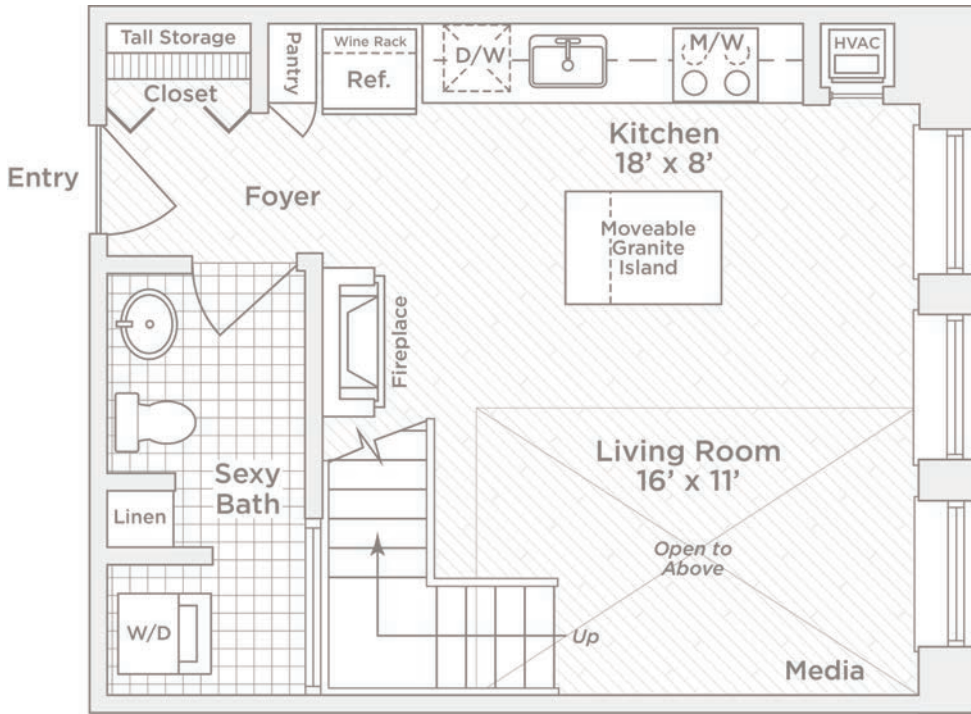 Tall Storage
Closet
Pantry
Wine Rack
Ref.
D/W
M/W
HVAC
Entry
Foyer
Kitchen
18’ x 8’
Moveable
Granite
Island
Fireplace
Sexy
Bath
Linen
W/D
Living Room
16’ x 11’
Open to
Above
Up
Media